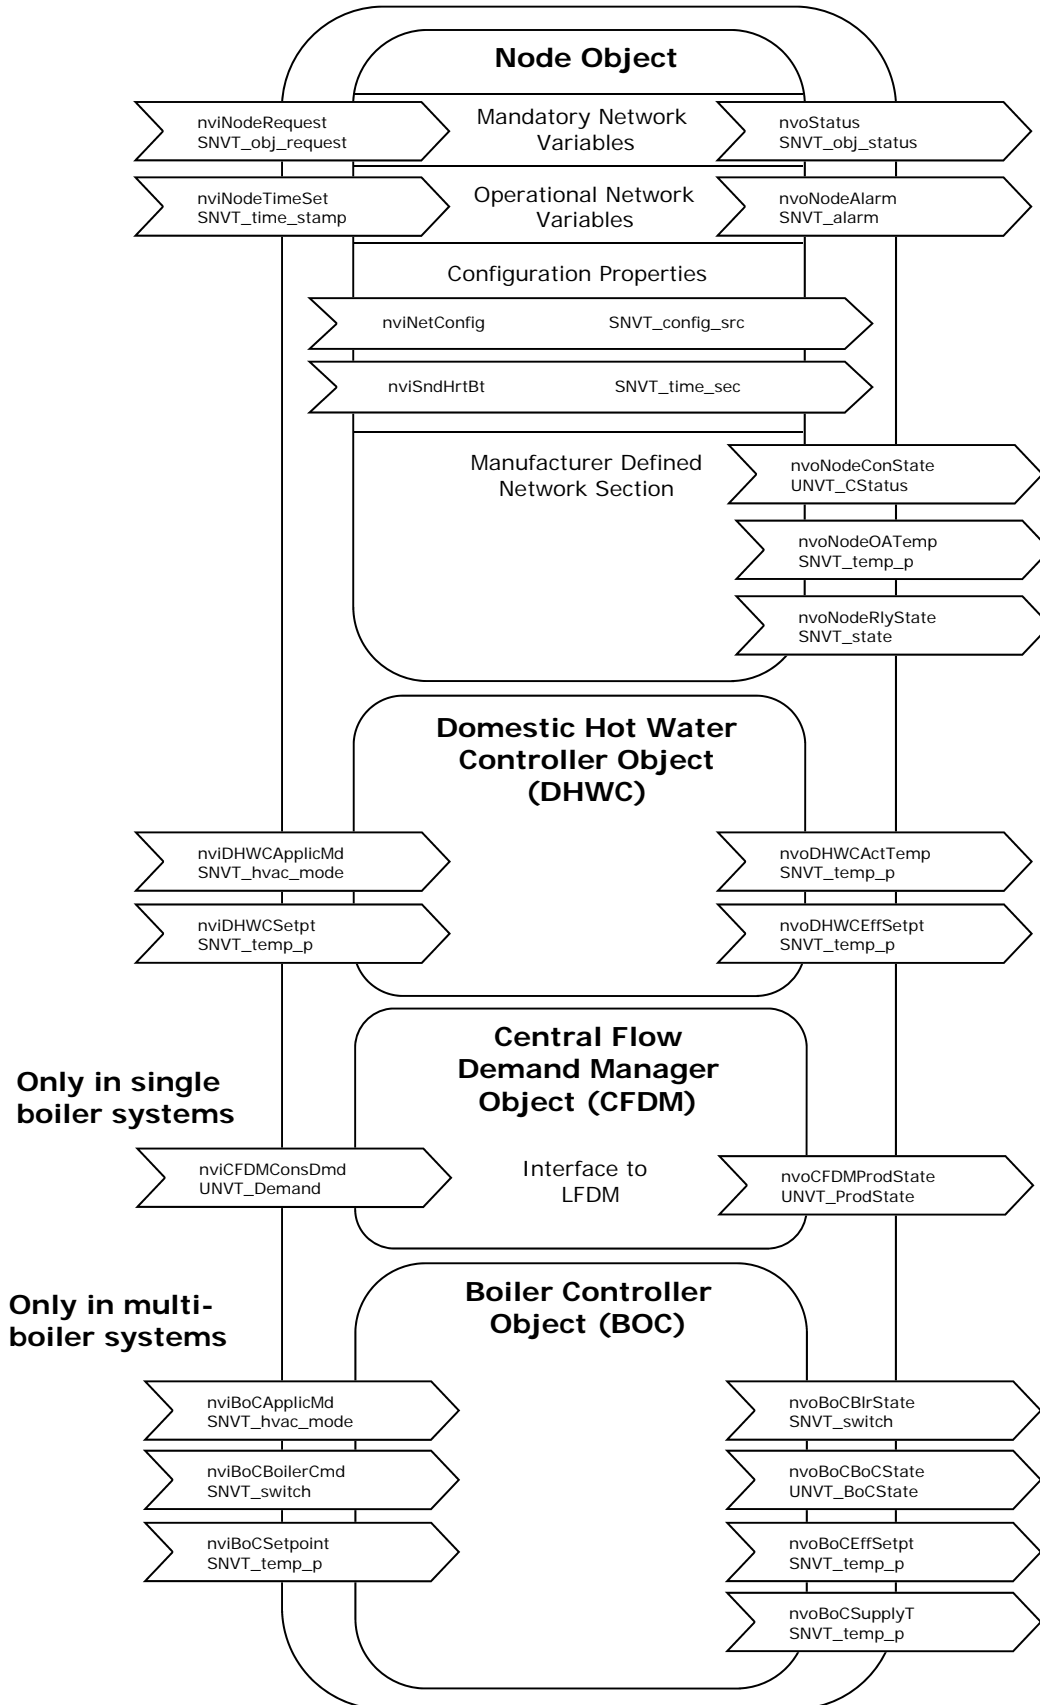 Node Object
nviNodeRequest
SNVT_obj_request
Mandatory Network
Variables
nvoStatus
SNVT_obj_status
nviNodeTimeSet
SNVT_time_stamp
Operational Network
Variables
nvoNodeAlarm
SNVT_alarm
Configuration Properties
nviNetConfig SNVT_config_src
nviSndHrtBt SNVT_time_sec
Manufacturer Defined
Network Section
nvoNodeConState
UNVT_CStatus
nvoNodeOATemp
SNVT_temp_p
nvoNodeRlyState
SNVT_state
Domestic Hot Water
Controller Object
(DHWC)
nviDHWCApplicMd
SNVT_hvac_mode
nvoDHWCActTemp
SNVT_temp_p
nviDHWCSetpt
SNVT_temp_p
nvoDHWCEffSetpt
SNVT_temp_p
Central Flow
Demand Manager
Object (CFDM)
Only in single
boiler systems
nviCFDMConsDmd
UNVT_Demand
Interface to
LFDM
nvoCFDMProdState
UNVT_ProdState
Boiler Controller
Object (BOC)
Only in multi-
boiler systems
nviBoCApplicMd
SNVT_hvac_mode
nvoBoCBlrState
SNVT_switch
nviBoCBoilerCmd
SNVT_switch
nvoBoCBoCState
UNVT_BoCState
nviBoCSetpoint
SNVT_temp_p
nvoBoCEffSetpt
SNVT_temp_p
nvoBoCSupplyT
SNVT_temp_p